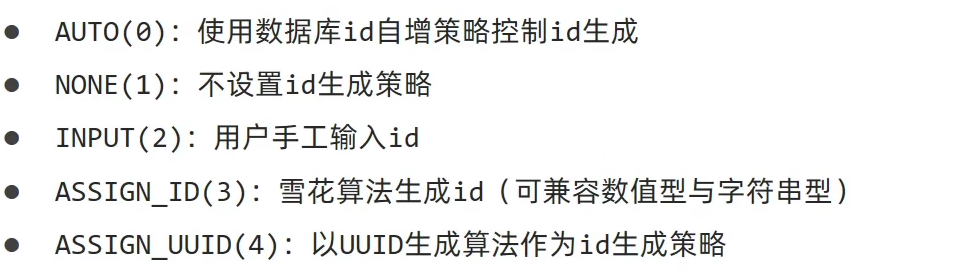 ● AUTO(0)：使用数据库id自增策略控制id生成
● NONE(1)：不设置id生成策略
● INPUT(2)：用户手工输入id
● ASSIGN_ID(3)：雪花算法生成id（可兼容数值型与字符串型）
● ASSIGN_UUID(4)：以UUID生成算法作为id生成策略